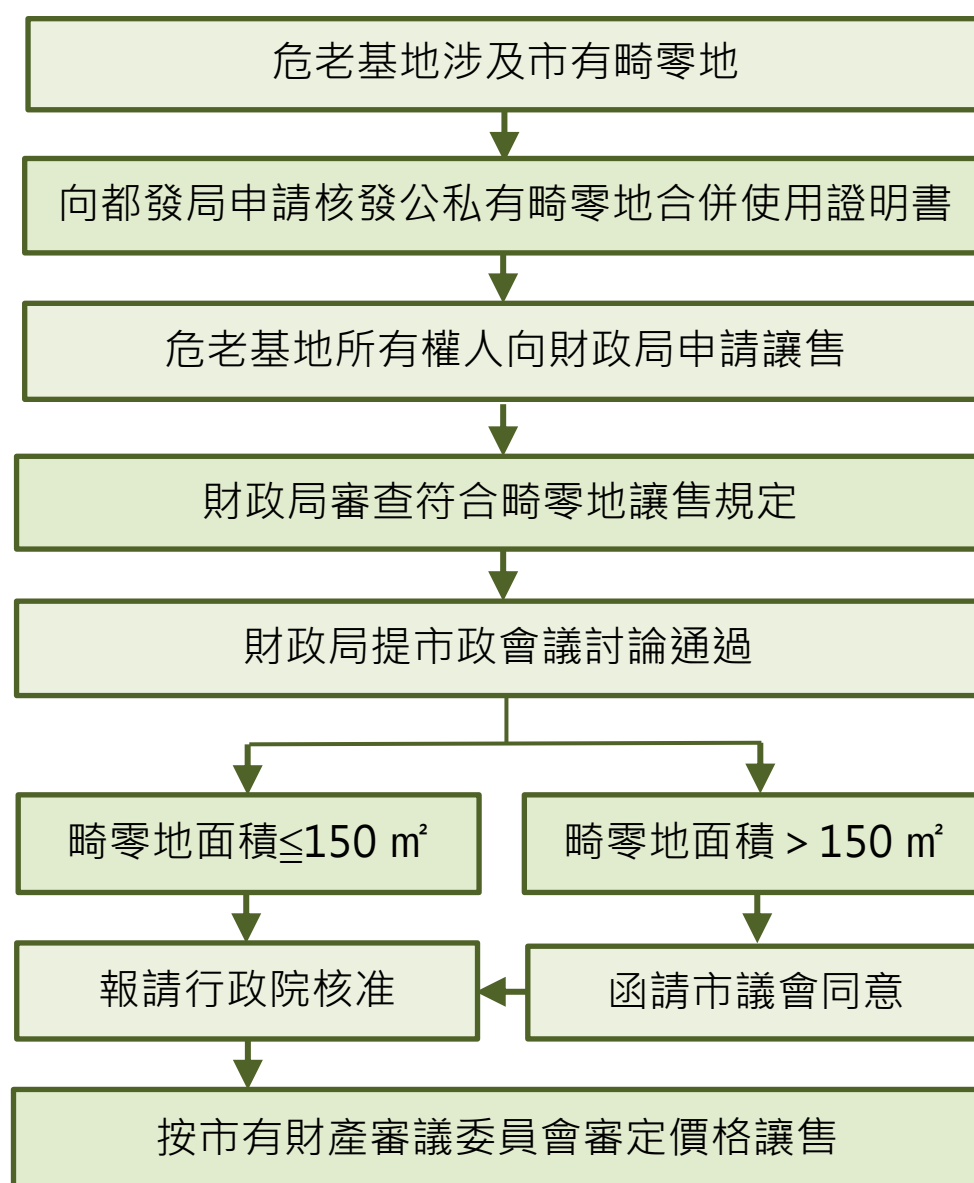 危老基地涉及市有畸零地
向都發局申請核發公私有畸零地合併使用證明書
危老基地所有權人向財政局申請讓售
財政局審查符合畸零地讓售規定
財政局提市政會議討論通過
畸零地面積≦150 ㎡
畸零地面積 > 150 ㎡
報請行政院核准
函請市議會同意
按市有財產審議委員會審定價格讓售